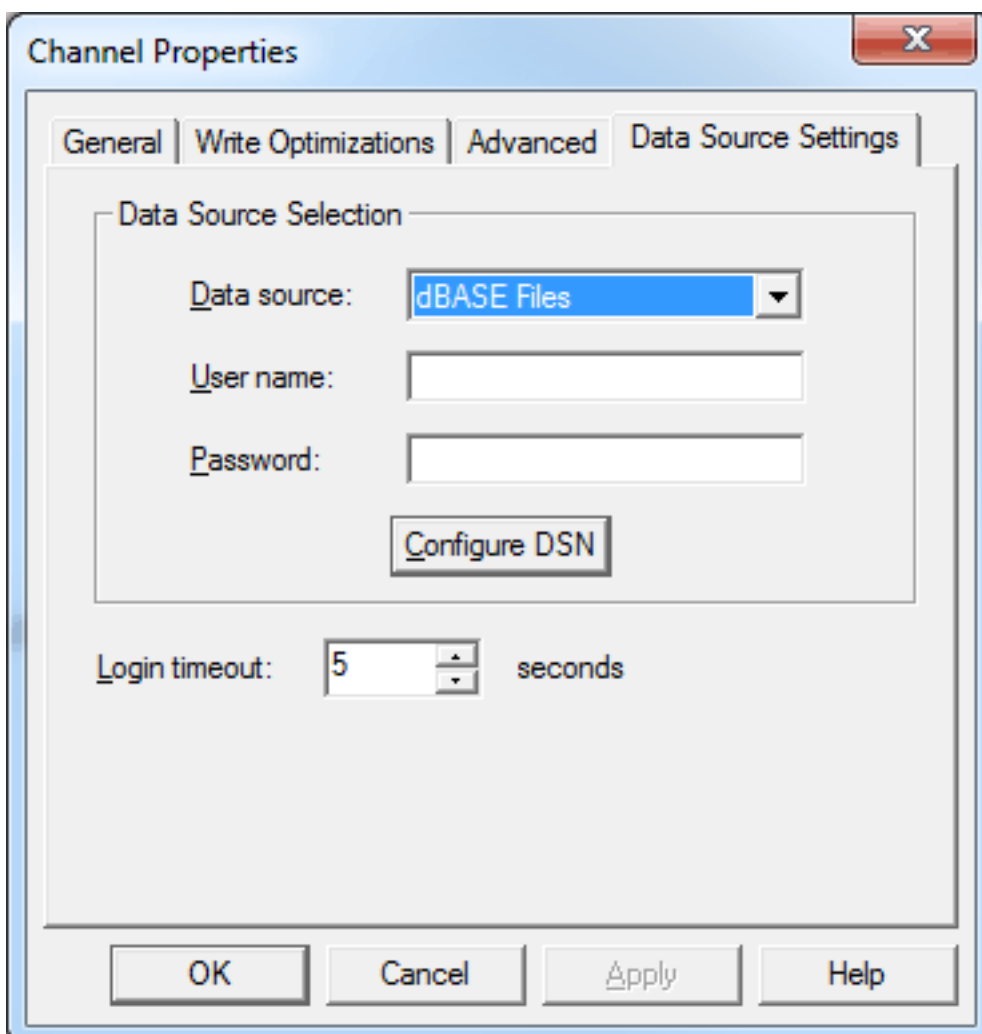 Channel Properties
General Write Optimizations Advanced Data Source Settings
Data Source Selection
Data source: dBASE Files
User name:
Password:
Configure DSN
Login timeout: 5 seconds
OK Cancel Apply Help